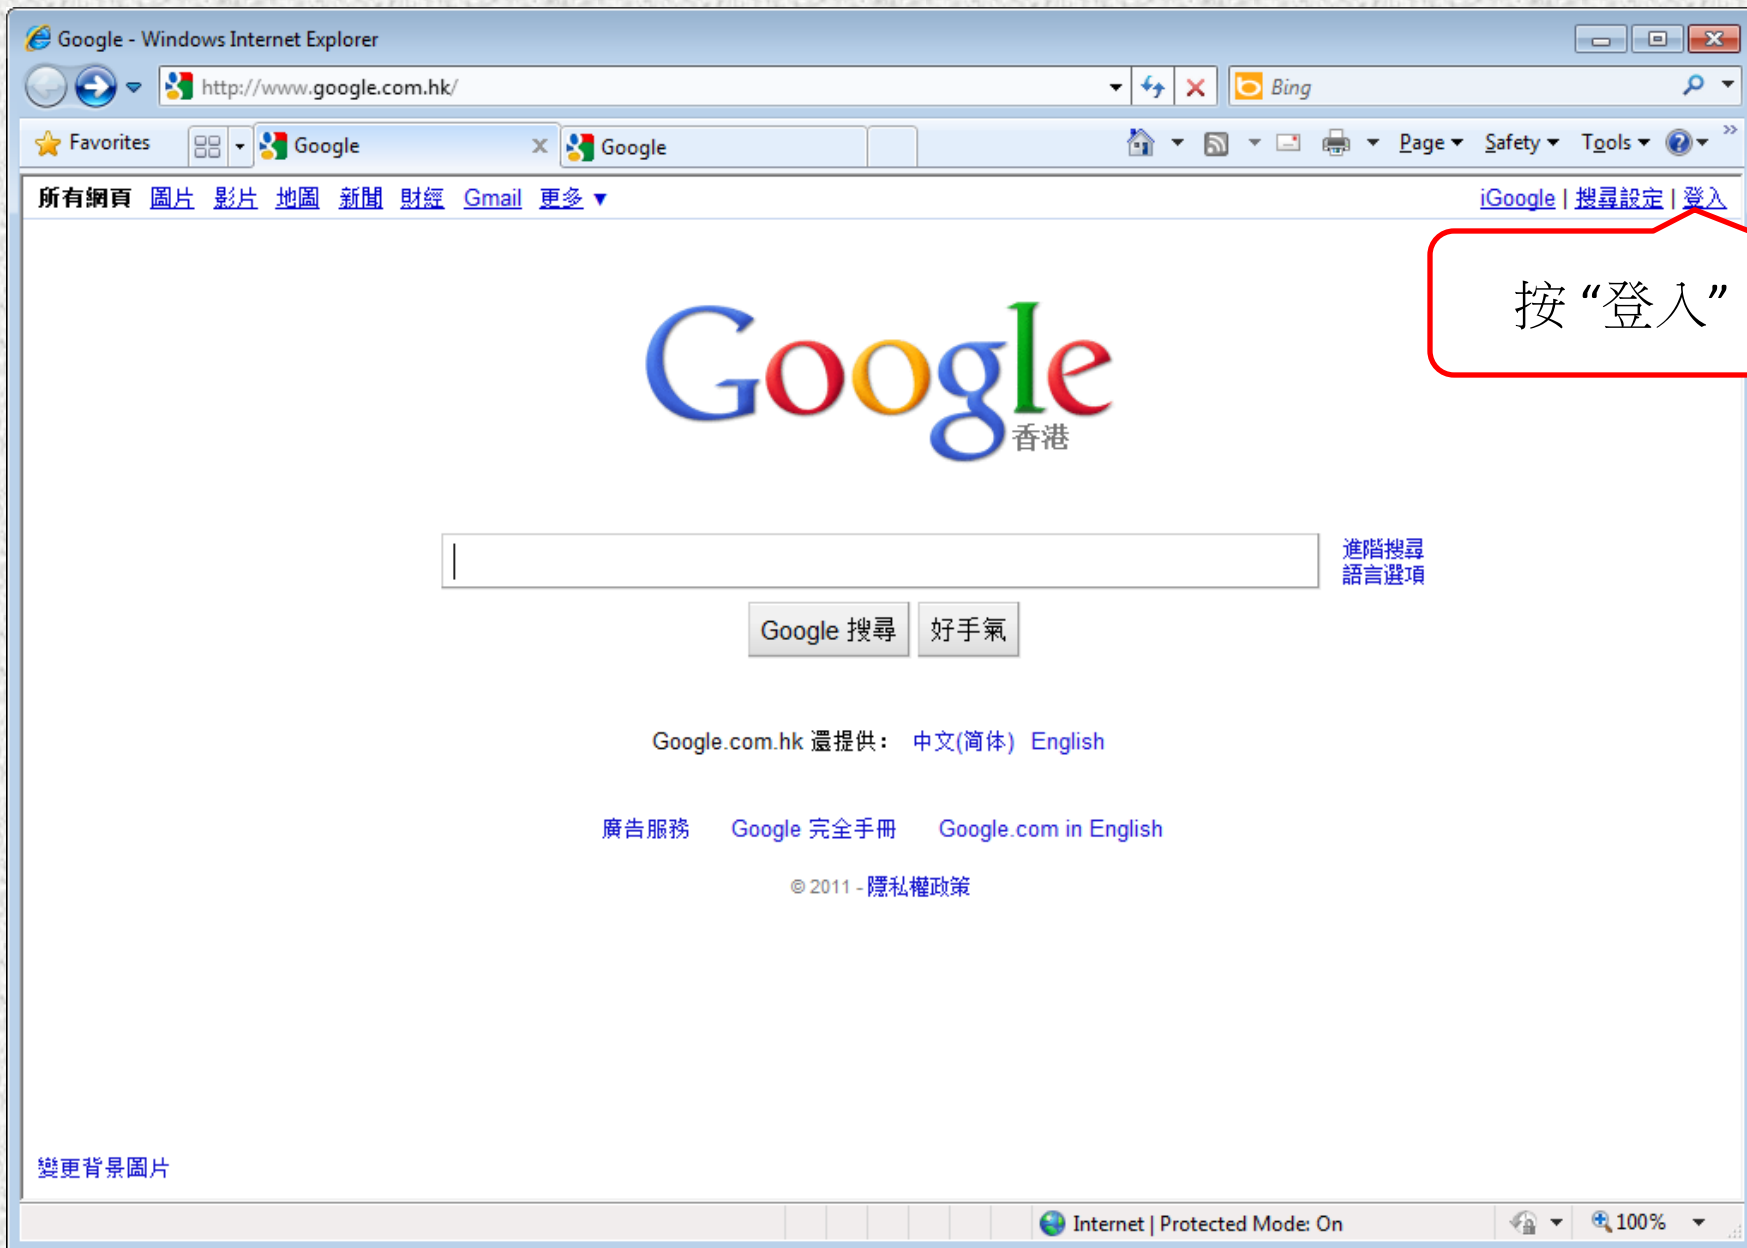 Google - Windows Internet Explorer
http://www.google.com.hk/
Bing
Favorites
Google
Google
Page
Safety
Tools
所有網頁 圖片 影片 地圖 新聞 財經 Gmail 更多 ▼
iGoogle | 搜尋設定 | 登入
按 “登入”
Google
香港
進階搜尋
語言選項
Google 搜尋
好手氣
Google.com.hk 還提供： 中文(简体) English
廣告服務 Google 完全手冊 Google.com in English
© 2011 - 隱私權政策
變更背景圖片
Internet | Protected Mode: On
100%